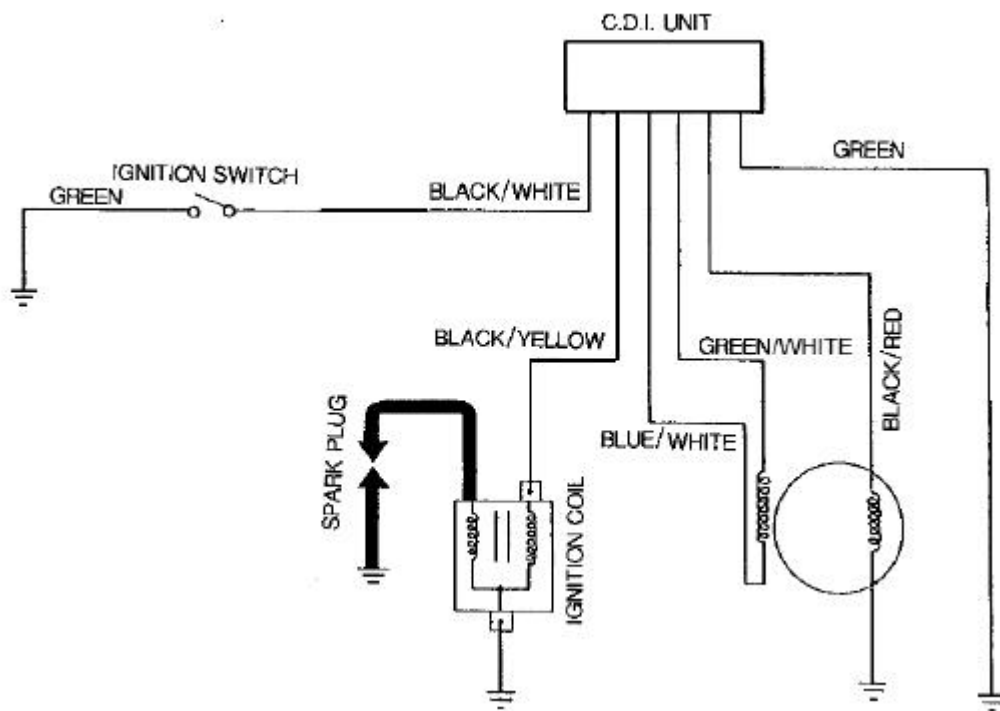 C.D.I. UNIT
IGNITION SWITCH
GREEN
BLACK/WHITE
GREEN
BLACK/YELLOW
GREEN/WHITE
BLACK/RED
BLUE/WHITE
SPARK PLUG
IGNITION COIL